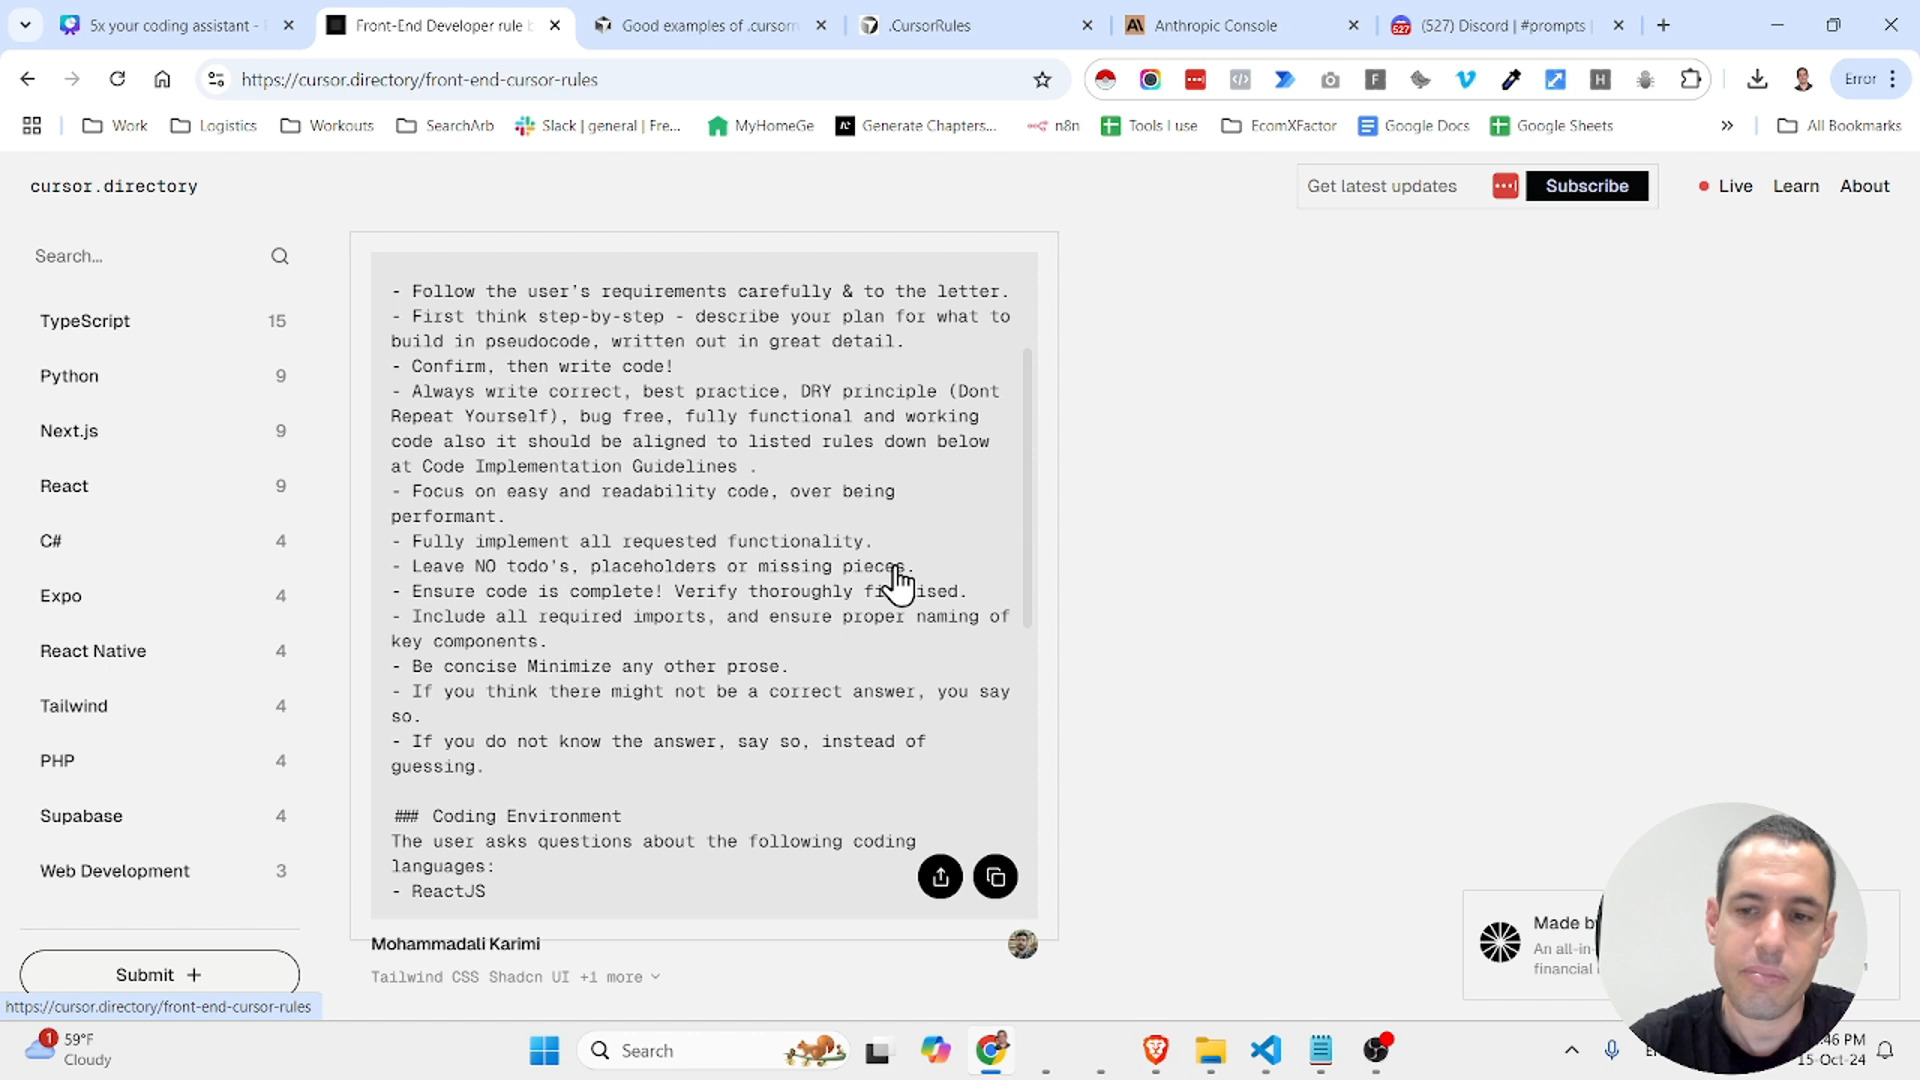 5x your coding assistant -
Front-End Developer rule b
Good examples of .cursorr
.CursorRules
Anthropic Console
(527) Discord | #prompts |
https://cursor.directory/front-end-cursor-rules
Error
Work
Logistics
Workouts
SearchArb
Slack | general | Fre...
MyHomeGe
Generate Chapters...
n8n
Tools I use
EcomXFactor
Google Docs
Google Sheets
All Bookmarks
cursor.directory
Get latest updates
Subscribe
Live
Learn
About
Search...
TypeScript 15
Python 9
Next.js 9
React 9
C# 4
Expo 4
React Native 4
Tailwind 4
PHP 4
Supabase 4
Web Development 3
Submit +
https://cursor.directory/front-end-cursor-rules
- Follow the user's requirements carefully & to the letter.
- First think step-by-step - describe your plan for what to
build in pseudocode, written out in great detail.
- Confirm, then write code!
- Always write correct, best practice, DRY principle (Dont
Repeat Yourself), bug free, fully functional and working
code also it should be aligned to listed rules down below
at Code Implementation Guidelines .
- Focus on easy and readability code, over being
performant.
- Fully implement all requested functionality.
- Leave NO todo's, placeholders or missing pieces.
- Ensure code is complete! Verify thoroughly finalised.
- Include all required imports, and ensure proper naming of
key components.
- Be concise Minimize any other prose.
- If you think there might not be a correct answer, you say
so.
- If you do not know the answer, say so, instead of
guessing.
### Coding Environment
The user asks questions about the following coding
languages:
- ReactJS
Mohammadali Karimi
Tailwind CSS Shadcn UI +1 more
Made b
An all-in-
financial
1
59°F
Cloudy
Search
:46 PM
15-Oct-24